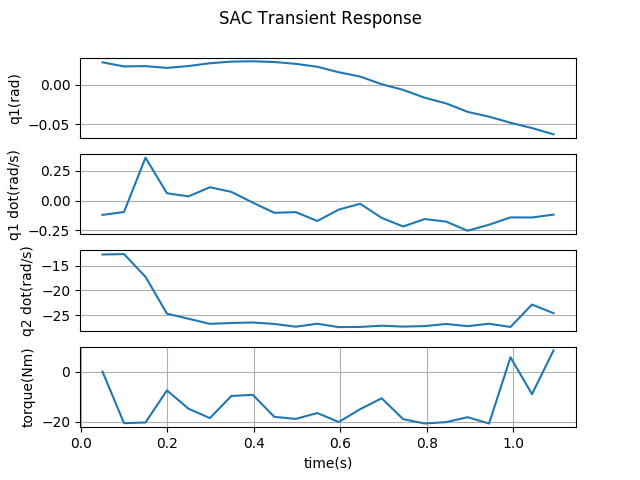 SAC Transient Response
q1(rad)
0.00
−0.05
q1 dot(rad/s)
0.25
0.00
−0.25
q2 dot(rad/s)
−15
−20
−25
torque(Nm)
0
−20
0.0 0.2 0.4 0.6 0.8 1.0
time(s)